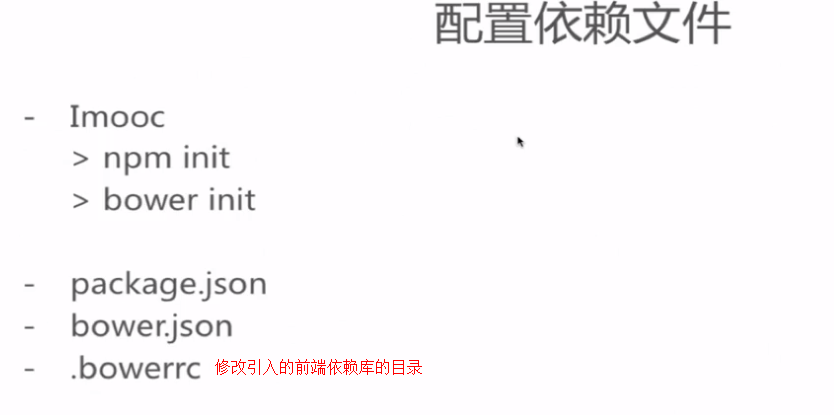 配置依赖文件
- Imooc
> npm init
> bower init
- package.json
- bower.json
- .bowerrc 修改引入的前端依赖库的目录